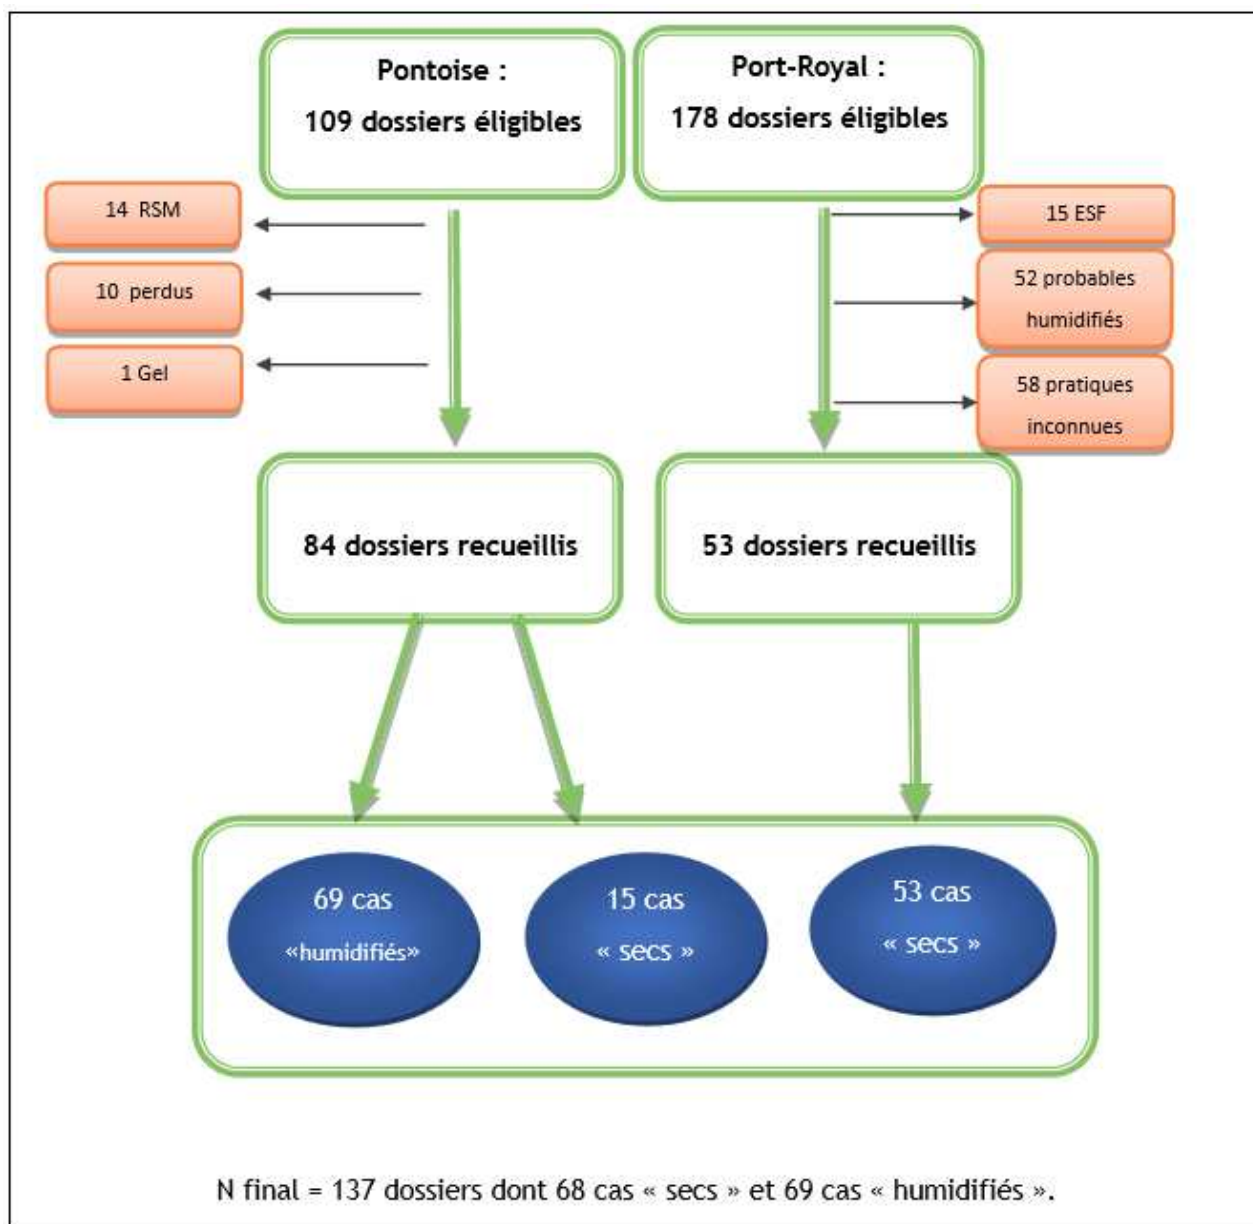 Pontoise :
109 dossiers éligibles
Port-Royal :
178 dossiers éligibles
14 RSM
10 perdus
1 Gel
15 ESF
52 probables
humidifiés
58 pratiques
inconnues
84 dossiers recueillis
53 dossiers recueillis
69 cas
«humidifiés»
15 cas
« secs »
53 cas
« secs »
N final = 137 dossiers dont 68 cas « secs » et 69 cas « humidifiés ».